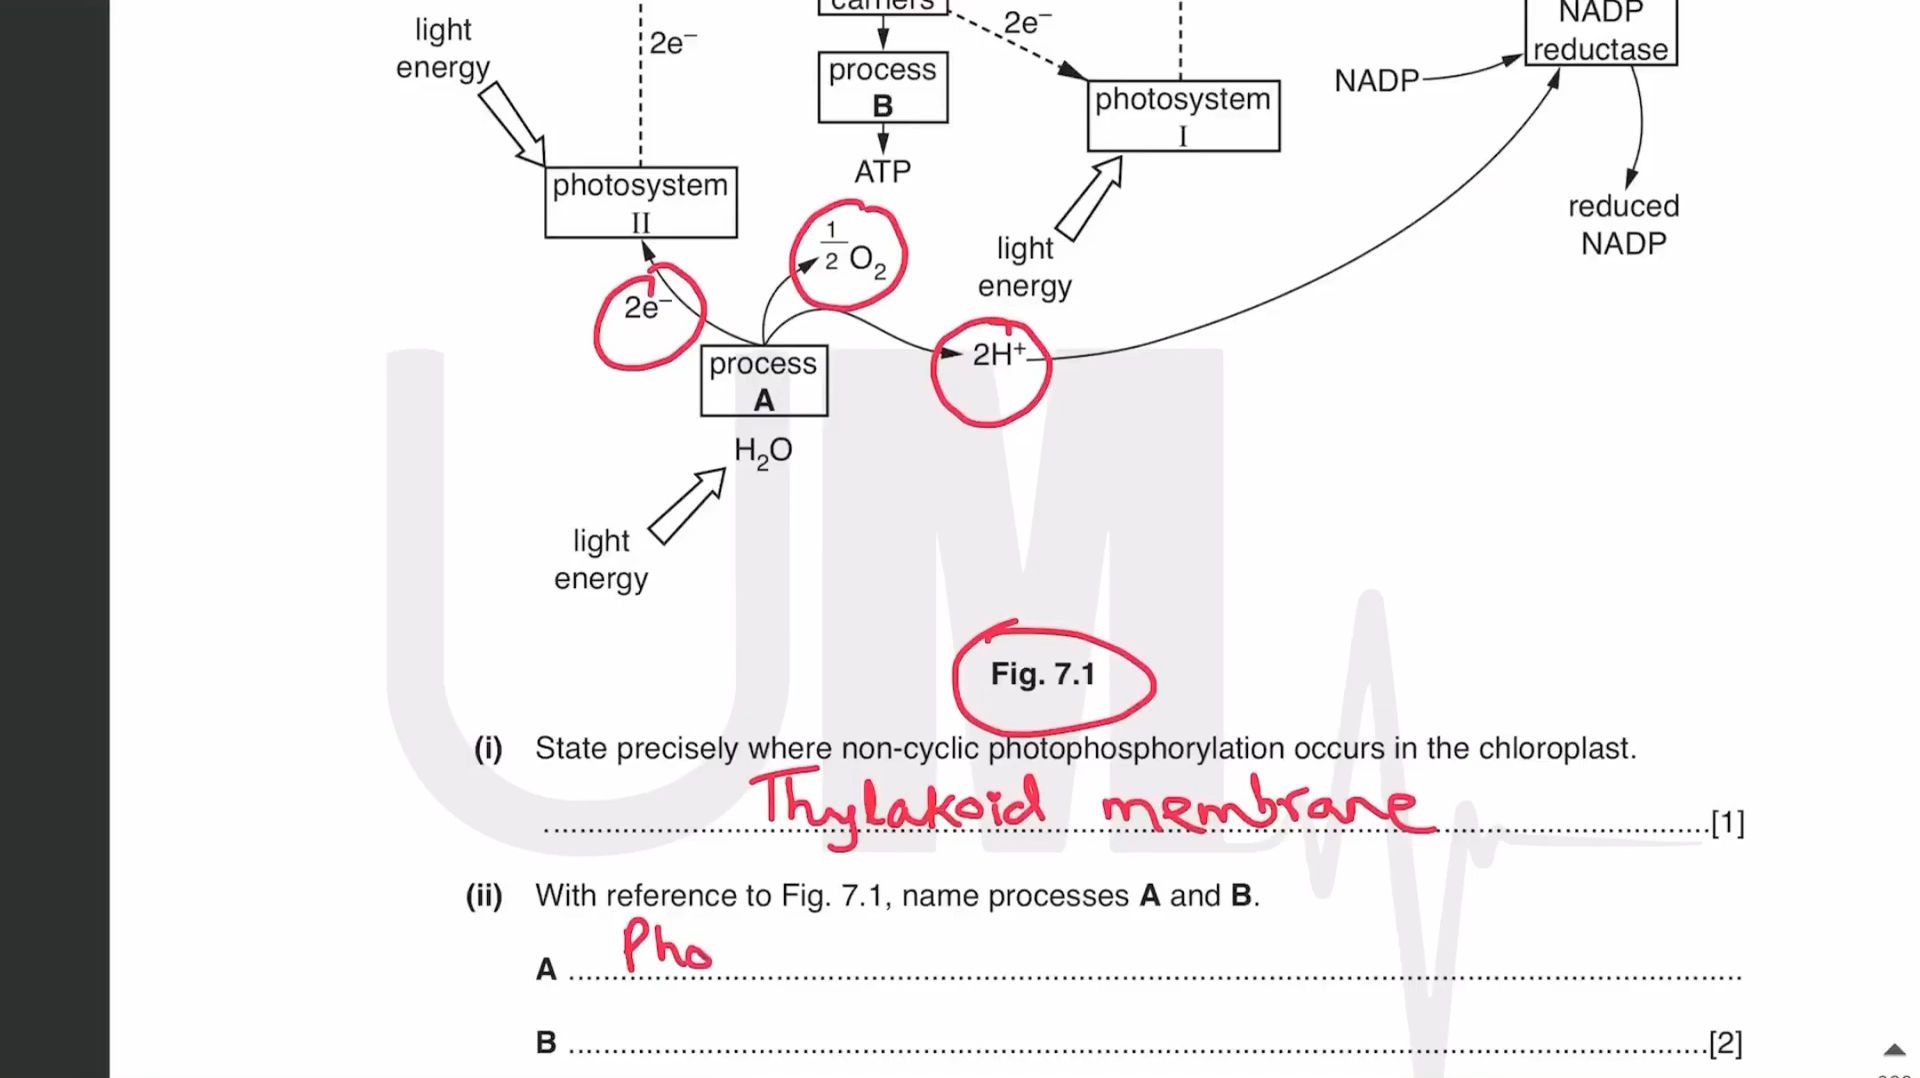 carriers
NADP
reductase
light
energy
2e⁻
2e⁻
process
B
NADP
photosystem
I
ATP
photosystem
II
reduced
NADP
1/2 O₂
light
energy
2e⁻
2H⁺
process
A
H₂O
light
energy
Fig. 7.1
(i) State precisely where non-cyclic photophosphorylation occurs in the chloroplast.
Thylakoid membrane
[1]
(ii) With reference to Fig. 7.1, name processes A and B.
A Pho
B [2]